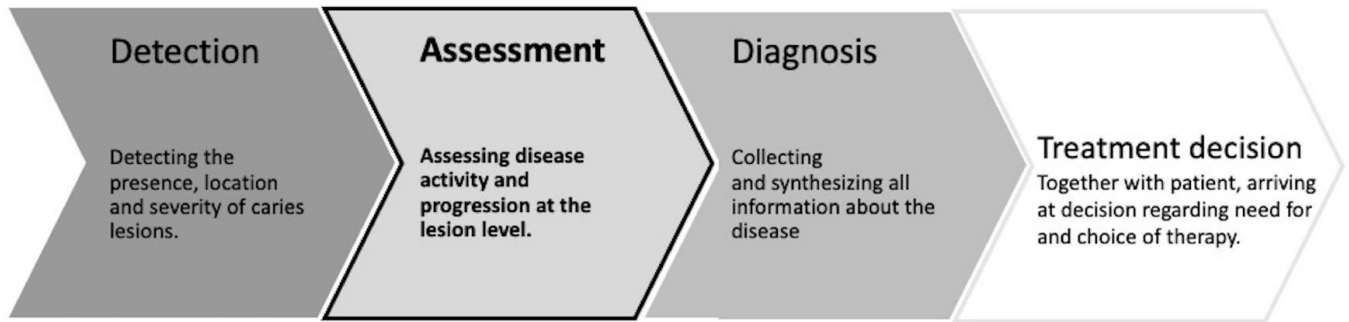 Detection
Detecting the
presence, location
and severity of caries
lesions.
Assessment
Assessing disease
activity and
progression at the
lesion level.
Diagnosis
Collecting
and synthesizing all
information about the
disease
Treatment decision
Together with patient, arriving
at decision regarding need for
and choice of therapy.